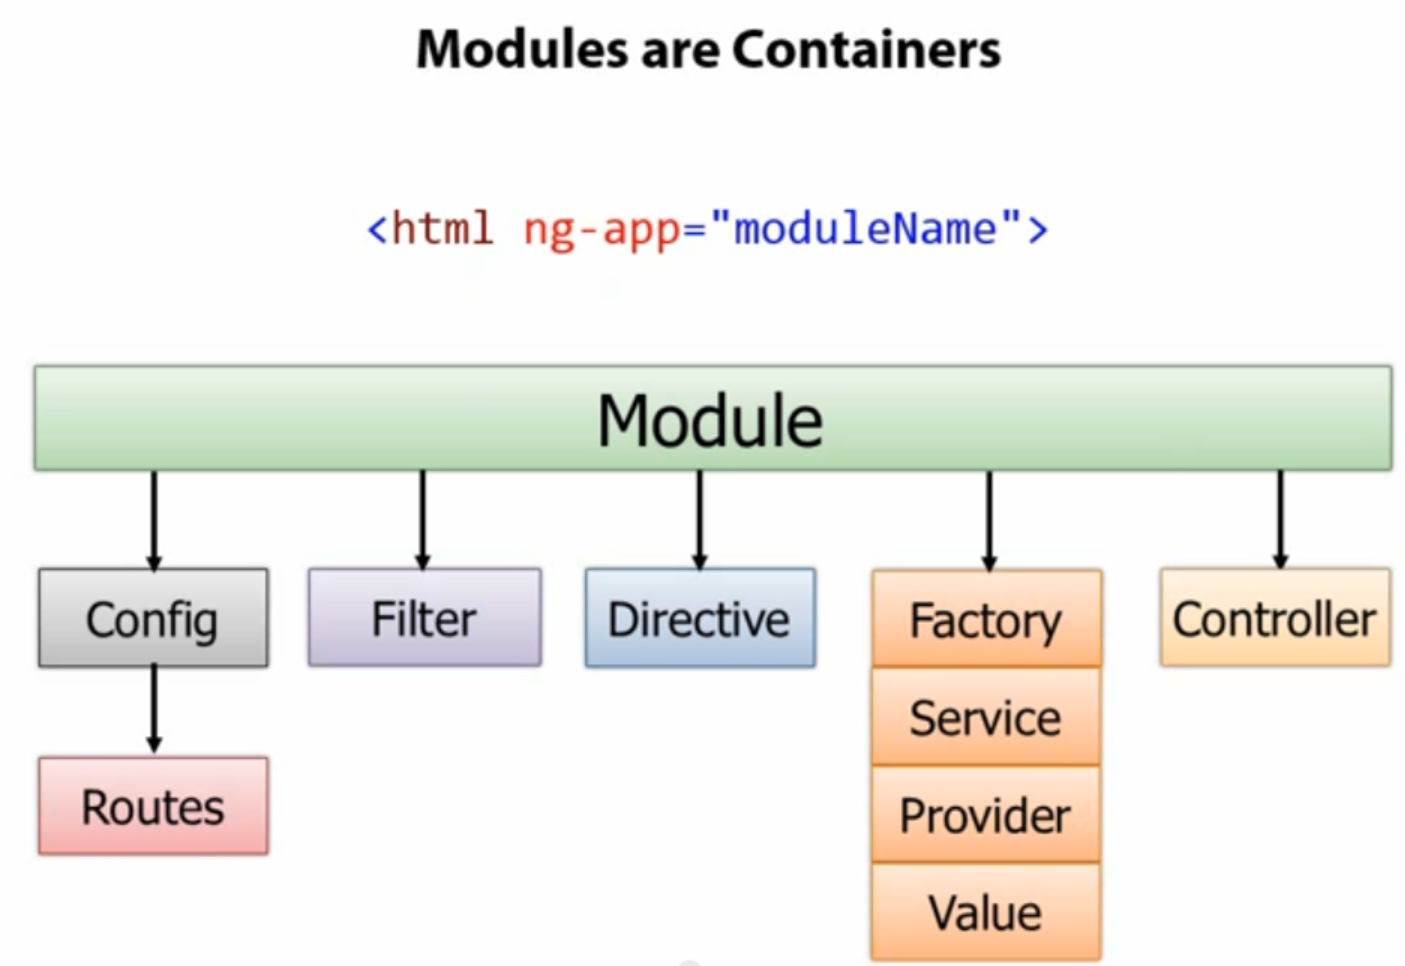 Modules are Containers
<html ng-app="moduleName">
Module
Config
Filter
Directive
Factory
Controller
Service
Routes
Provider
Value